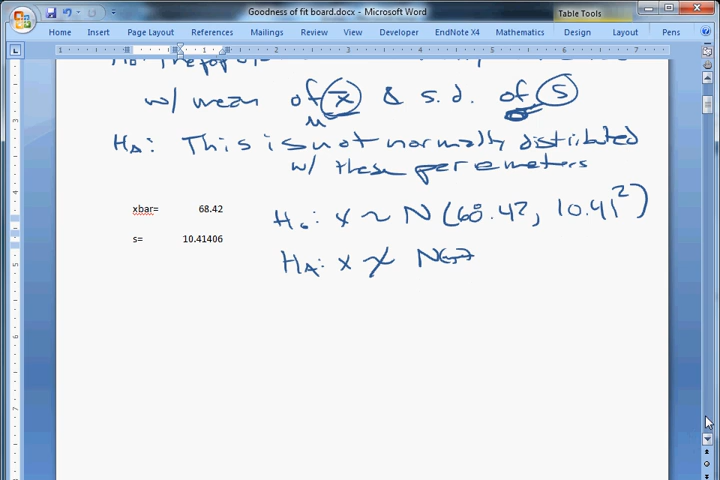 Goodness of fit board.docx - Microsoft Word
Table Tools
Home Insert Page Layout References Mailings Review View Developer EndNote X4 Mathematics Design Layout Pens
w/ mean of x̄ & s.d. of s
μ
HA: This is not normally distributed
w/ these peremeters
xbar= 68.42
H0: x ~ N (68.42, 10.41²)
s= 10.41406
HA: x ≁ N